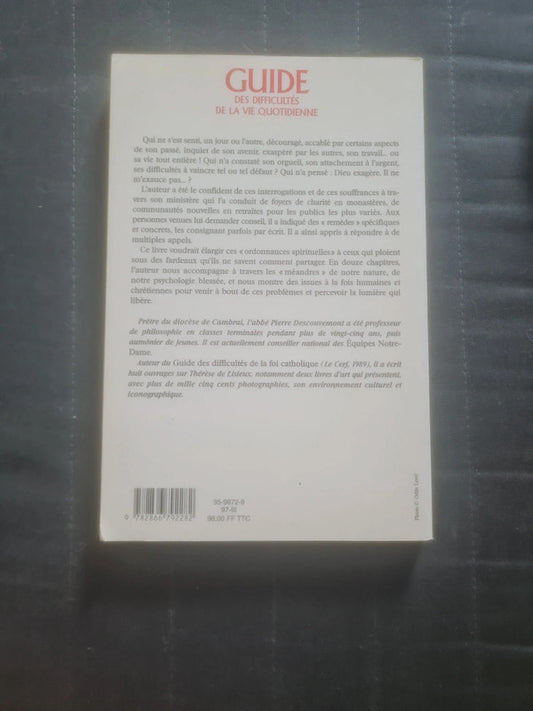 GUIDE
DES DIFFICULTÉS
DE LA VIE QUOTIDIENNE
Qui ne s'est senti, un jour ou l'autre, découragé, accablé par certains aspects
de son passé, inquiet de son avenir, exaspéré par les autres, son travail... ou
sa vie tout entière ! Qui n'a constaté son orgueil, son attachement à l'argent,
ses difficultés à vaincre tel ou tel défaut ? Qui n'a pensé : Dieu exagère, Il ne
m'exauce pas... ?
L'auteur a été le confident de ces interrogations et de ces souffrances à tra-
vers son ministère qui l'a conduit de foyers de charité en monastères, de
communautés nouvelles en retraites pour les publics les plus variés. Aux
personnes venues lui demander conseil, il a indiqué des « remèdes » spécifiques
et concrets, les consignant parfois par écrit. Il a ainsi appris à répondre à de
multiples appels.
Ce livre voudrait élargir ces « ordonnances spirituelles » à ceux qui ploient
sous des fardeaux qu'ils ne savent comment partager. En douze chapitres,
l'auteur nous accompagne à travers les « méandres » de notre nature, de
notre psychologie blessée, et nous montre des issues à la fois humaines et
chrétiennes pour venir à bout de ces problèmes et percevoir la lumière qui
libère.
Prêtre du diocèse de Cambrai, l'abbé Pierre Descouvemont a été professeur
de philosophie en classes terminales pendant plus de vingt-cinq ans, puis
aumônier de jeunes. Il est actuellement conseiller national des Équipes Notre-
Dame.
Auteur du Guide des difficultés de la foi catholique (Le Cerf, 1989), il a écrit
huit ouvrages sur Thérèse de Lisieux, notamment deux livres d'art qui présentent,
avec plus de mille cinq cents photographies, son environnement culturel et
iconographique.
35-9872-9
97-III
98,00 FF TTC
9 782866 792282
Photo © Odile Lovet